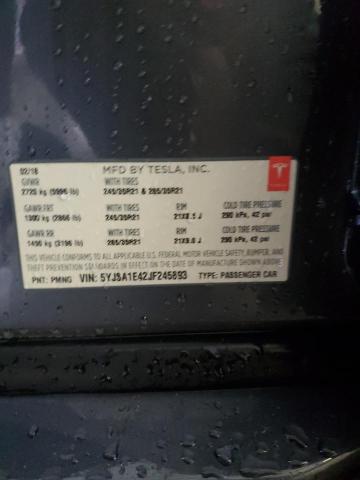 02/18 MFD BY TESLA, INC.
GVWR WITH TIRES
2720 kg (5996 lb) 245/35R21 & 265/35R21
GAWR FRT WITH TIRES RIM COLD TIRE PRESSURE
1300 kg (2866 lb) 245/35R21 21X8.5 J 290 kPa, 42 psi
GAWR RR WITH TIRES RIM COLD TIRE PRESSURE
1450 kg (3196 lb) 265/35R21 21X9.0 J 290 kPa, 42 psi
THIS VEHICLE CONFORMS TO ALL APPLICABLE FEDERAL MOTOR VEHICLE SAFETY, BUMPER, AND
THEFT PREVENTION STANDARDS IN EFFECT ON THE DATE OF MANUFACTURE SHOWN ABOVE
PNT: PMNG VIN: 5YJSA1E42JF245893 TYPE: PASSENGER CAR
TESLA